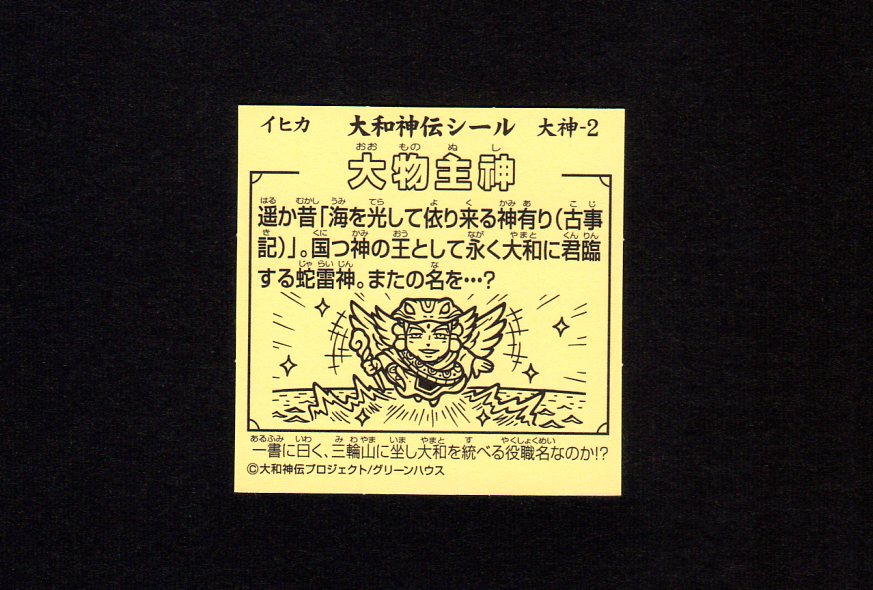 イヒカ 大和神伝シール 大神-2
おおものぬし
大物主神
はる むかし うみ てら よ く かみ あ こ じ
遥か昔「海を光して依り来る神有り(古事
き くに かみ おう なが やまと くんりん
記)」。国つ神の王として永く大和に君臨
じゃらいじん な
する蛇雷神。またの名を…?
あるふみ いわ みわやま いま やまと す やくしょくめい
一書に曰く、三輪山に坐し大和を統べる役職名なのか!?
©大和神伝プロジェクト/グリーンハウス